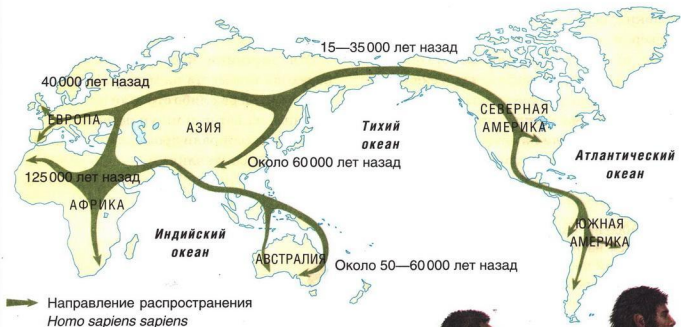 15—35 000 лет назад
40 000 лет назад
ЕВРОПА
АЗИЯ
Тихий
океан
СЕВЕРНАЯ
АМЕРИКА
Атлантический
океан
Около 60 000 лет назад
125 000 лет назад
АФРИКА
Индийский
океан
АВСТРАЛИЯ
Около 50—60 000 лет назад
ЮЖНАЯ
АМЕРИКА
Направление распространения
Homo sapiens sapiens